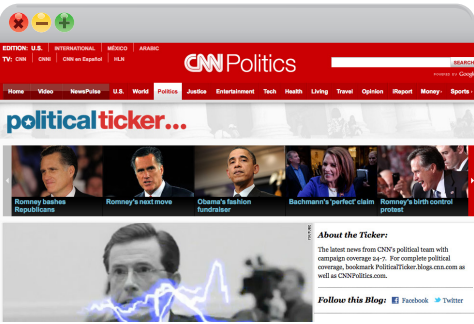 EDITION: U.S. INTERNATIONAL MÉXICO ARABIC
TV: CNN CNNi CNN en Español HLN
CNN Politics
SEARCH
POWERED BY Google
Home Video NewsPulse U.S. World Politics Justice Entertainment Tech Health Living Travel Opinion iReport Money Sports
politicalticker...
Romney bashes
Republicans
Romney's next move
Obama's fashion
fundraiser
Bachmann's 'perfect' claim
Romney's birth control
protest
About the Ticker:
The latest news from CNN's political team with
campaign coverage 24-7. For complete political
coverage, bookmark PoliticalTicker.blogs.cnn.com as
well as CNNPolitics.com.
Follow this Blog: Facebook Twitter